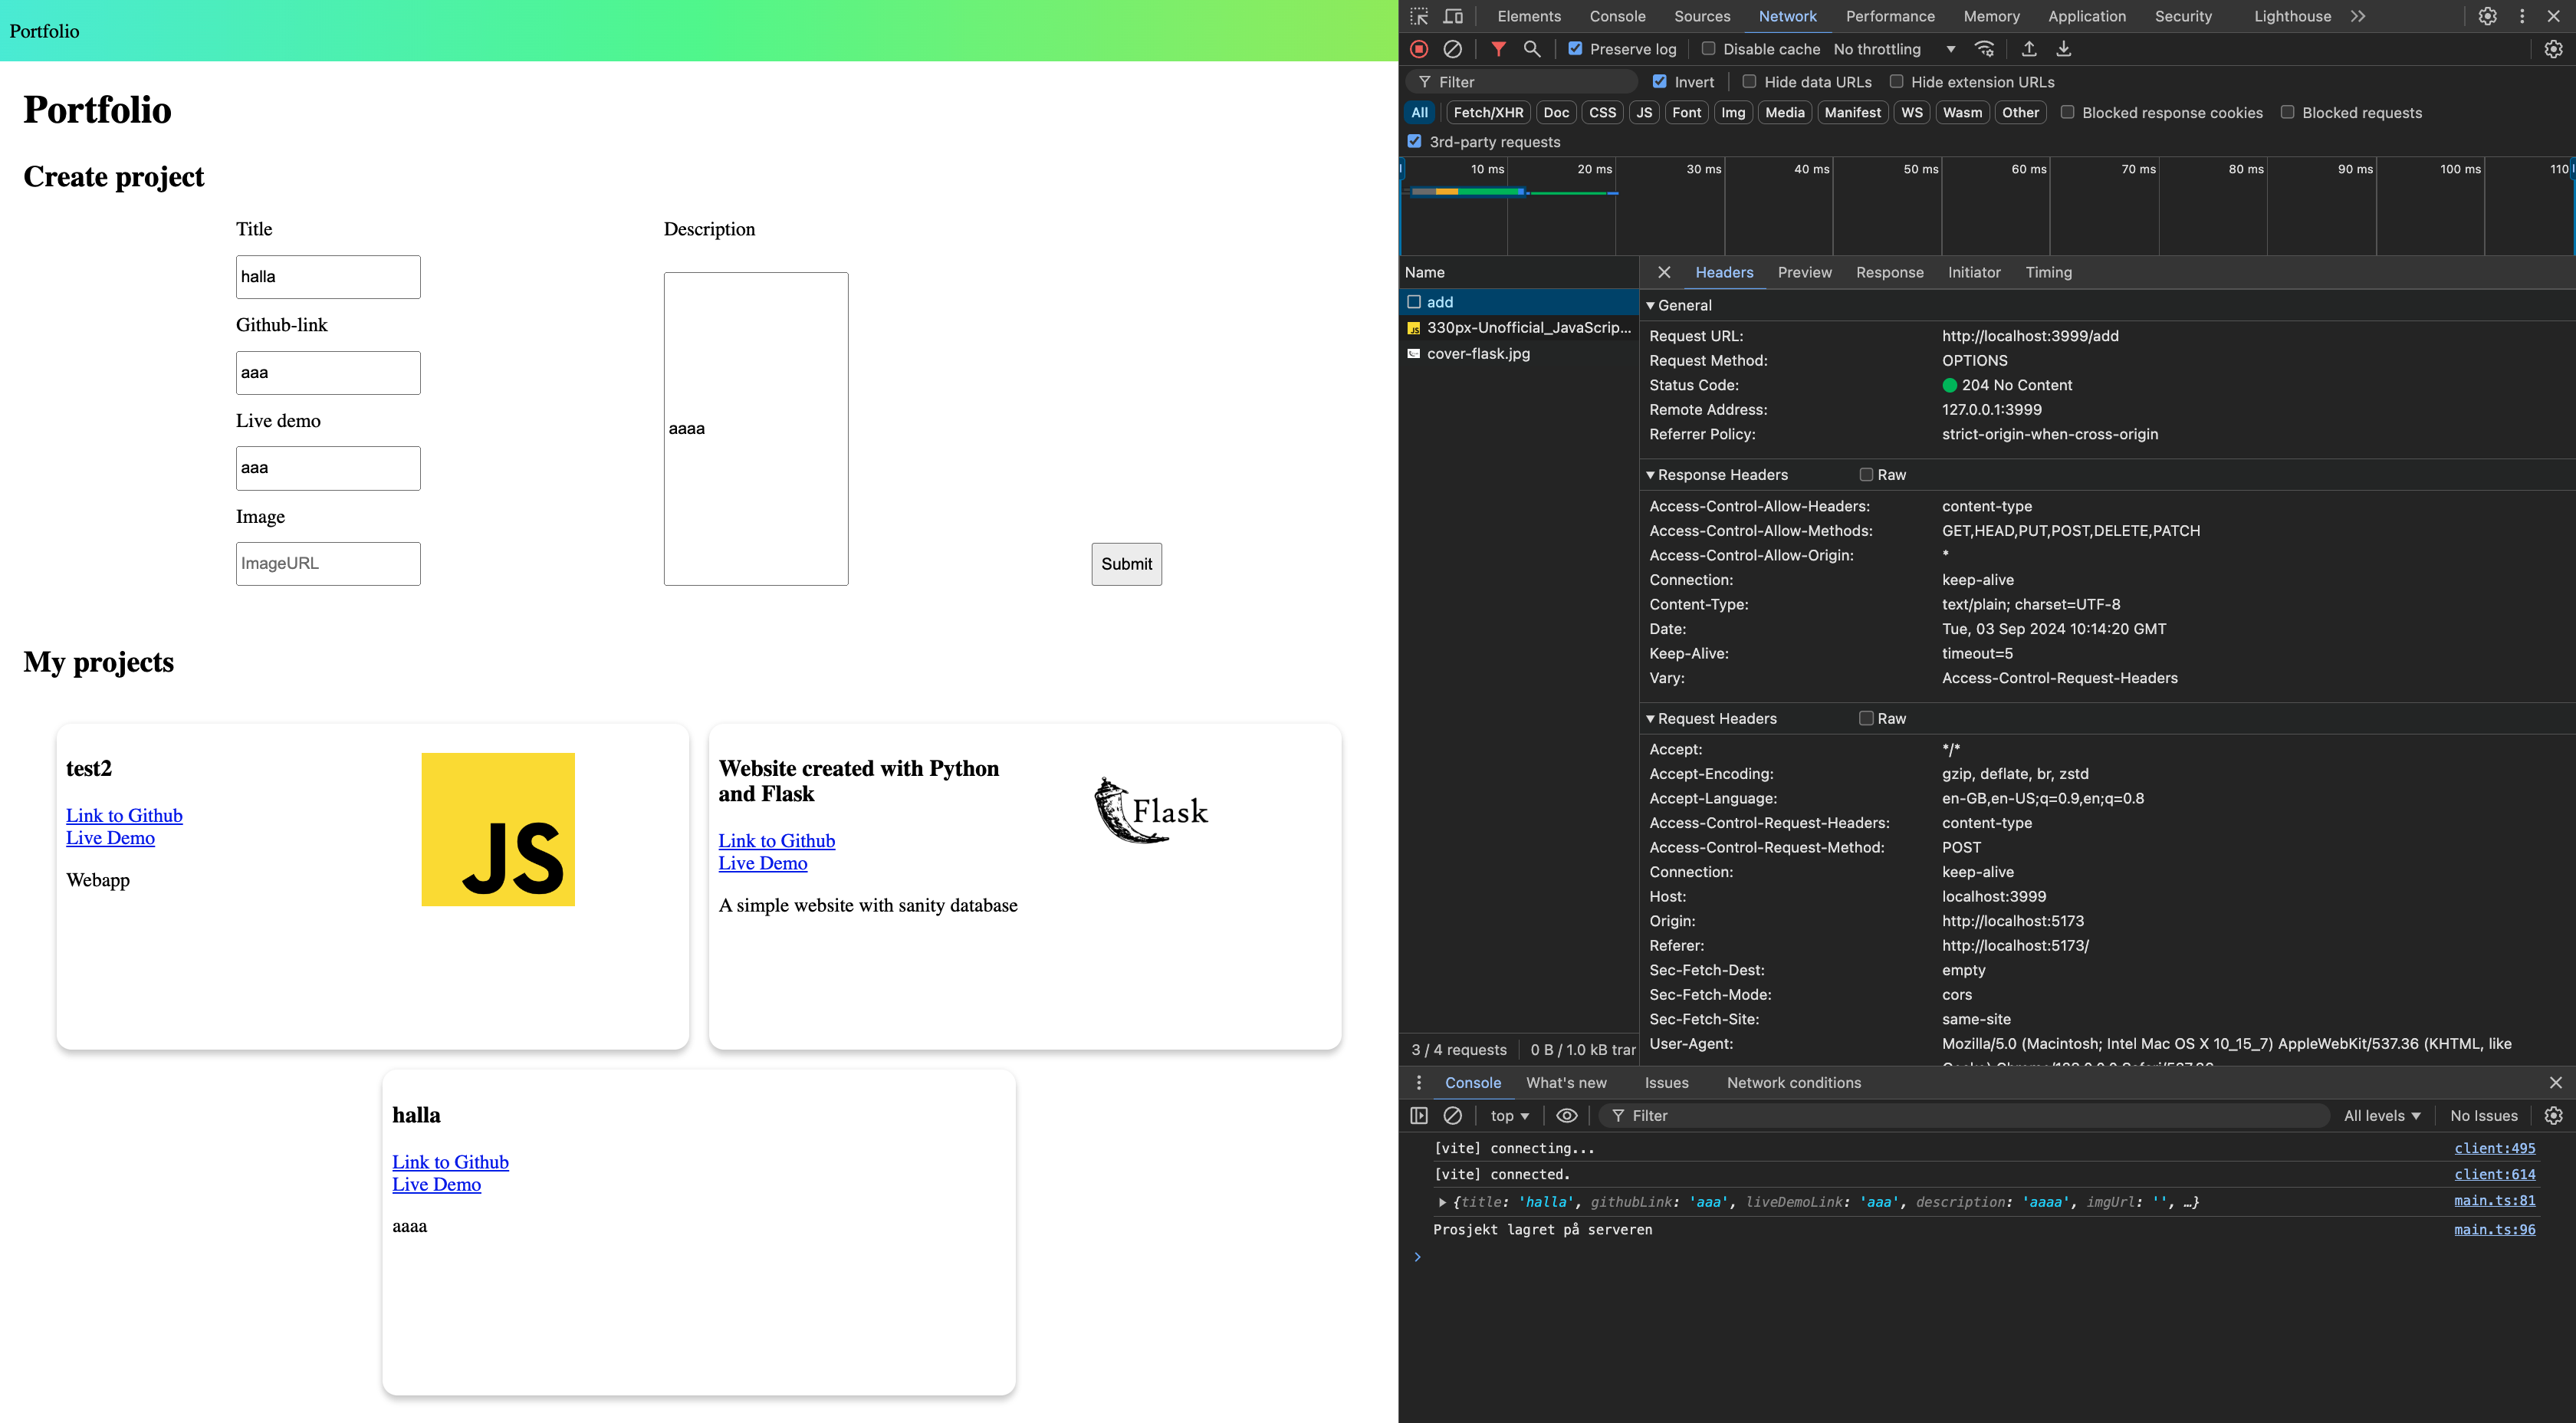 Portfolio
Portfolio
Create project
Title
halla
Github-link
aaa
Live demo
aaa
Image
ImageURL
Description
aaaa
Submit
My projects
test2
Link to Github
Live Demo
Webapp
JS
Website created with Python
and Flask
Link to Github
Live Demo
A simple website with sanity database
Flask
halla
Link to Github
Live Demo
aaaa
Elements Console Sources Network Performance Memory Application Security Lighthouse
Preserve log Disable cache No throttling
Filter Invert Hide data URLs Hide extension URLs
All Fetch/XHR Doc CSS JS Font Img Media Manifest WS Wasm Other Blocked response cookies Blocked requests
3rd-party requests
10 ms 20 ms 30 ms 40 ms 50 ms 60 ms 70 ms 80 ms 90 ms 100 ms 110
Name
add
JS 330px-Unofficial_JavaScrip...
cover-flask.jpg
3 / 4 requests 0 B / 1.0 kB tran
Headers Preview Response Initiator Timing
General
Request URL: http://localhost:3999/add
Request Method: OPTIONS
Status Code: 204 No Content
Remote Address: 127.0.0.1:3999
Referrer Policy: strict-origin-when-cross-origin
Response Headers Raw
Access-Control-Allow-Headers: content-type
Access-Control-Allow-Methods: GET,HEAD,PUT,POST,DELETE,PATCH
Access-Control-Allow-Origin: *
Connection: keep-alive
Content-Type: text/plain; charset=UTF-8
Date: Tue, 03 Sep 2024 10:14:20 GMT
Keep-Alive: timeout=5
Vary: Access-Control-Request-Headers
Request Headers Raw
Accept: */*
Accept-Encoding: gzip, deflate, br, zstd
Accept-Language: en-GB,en-US;q=0.9,en;q=0.8
Access-Control-Request-Headers: content-type
Access-Control-Request-Method: POST
Connection: keep-alive
Host: localhost:3999
Origin: http://localhost:5173
Referer: http://localhost:5173/
Sec-Fetch-Dest: empty
Sec-Fetch-Mode: cors
Sec-Fetch-Site: same-site
User-Agent: Mozilla/5.0 (Macintosh; Intel Mac OS X 10_15_7) AppleWebKit/537.36 (KHTML, like
Console What's new Issues Network conditions
top Filter All levels No Issues
[vite] connecting... client:495
[vite] connected. client:614
{title: 'halla', githubLink: 'aaa', liveDemoLink: 'aaa', description: 'aaaa', imgUrl: '', …} main.ts:81
Prosjekt lagret på serveren main.ts:96